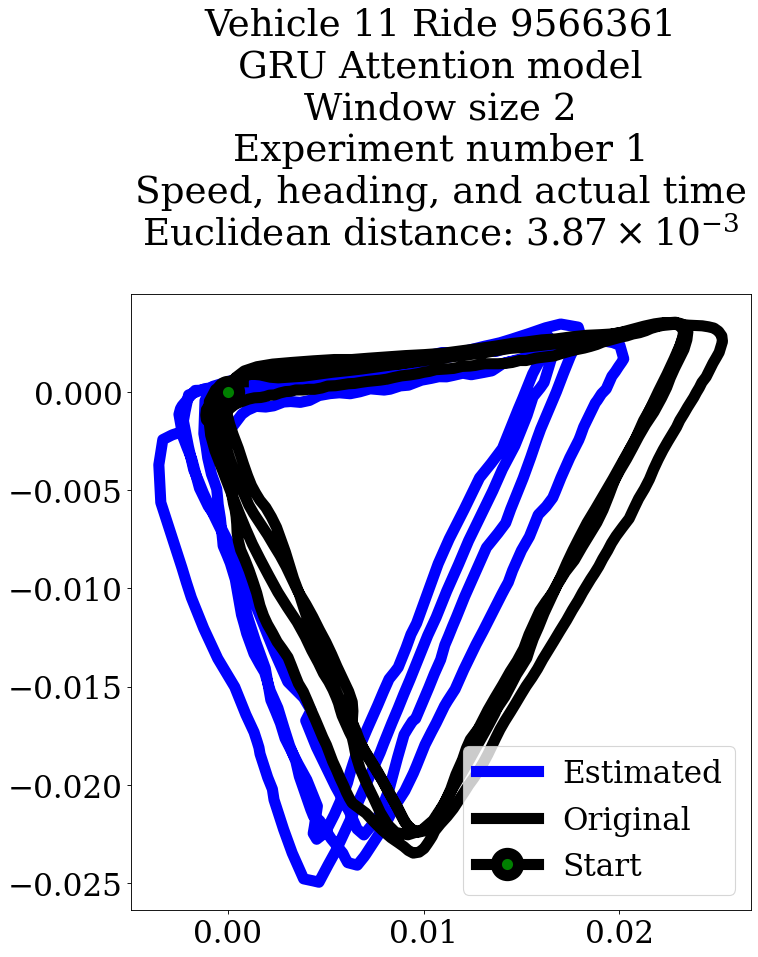 Vehicle 11 Ride 9566361
GRU Attention model
Window size 2
Experiment number 1
Speed, heading, and actual time
Euclidean distance: 3.87 × 10⁻³
0.000
−0.005
−0.010
−0.015
−0.020
−0.025
0.00 0.01 0.02
Estimated
Original
Start